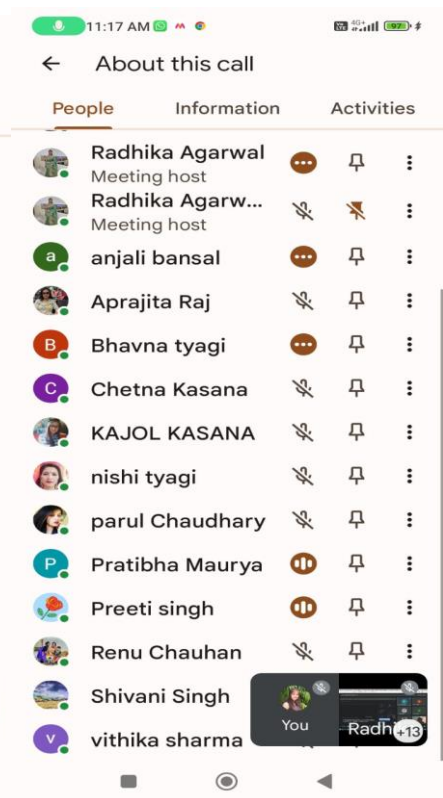 11:17 AM 4G+ 97
About this call
People Information Activities
Radhika Agarwal
Meeting host
Radhika Agarw...
Meeting host
a anjali bansal
Aprajita Raj
B Bhavna tyagi
C Chetna Kasana
KAJOL KASANA
nishi tyagi
parul Chaudhary
P Pratibha Maurya
Preeti singh
Renu Chauhan
Shivani Singh
You Radh +13
v vithika sharma